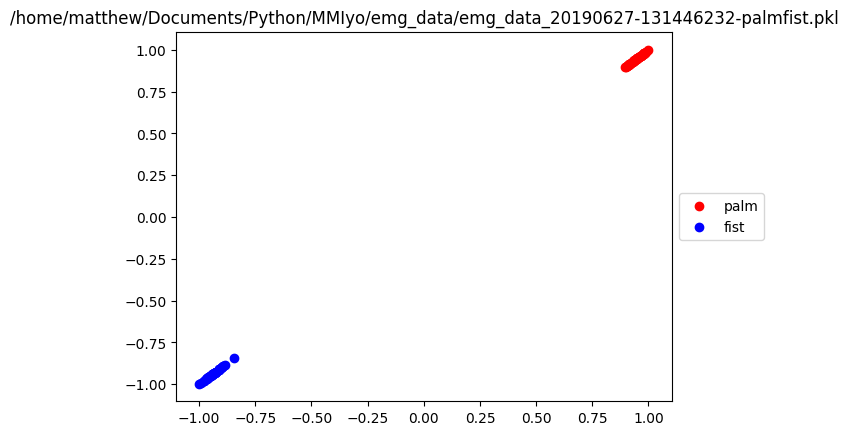 /home/matthew/Documents/Python/MMIyo/emg_data/emg_data_20190627-131446232-palmfist.pkl
1.00
0.75
0.50
0.25
0.00
−0.25
−0.50
−0.75
−1.00
palm
fist
−1.00 −0.75 −0.50 −0.25 0.00 0.25 0.50 0.75 1.00